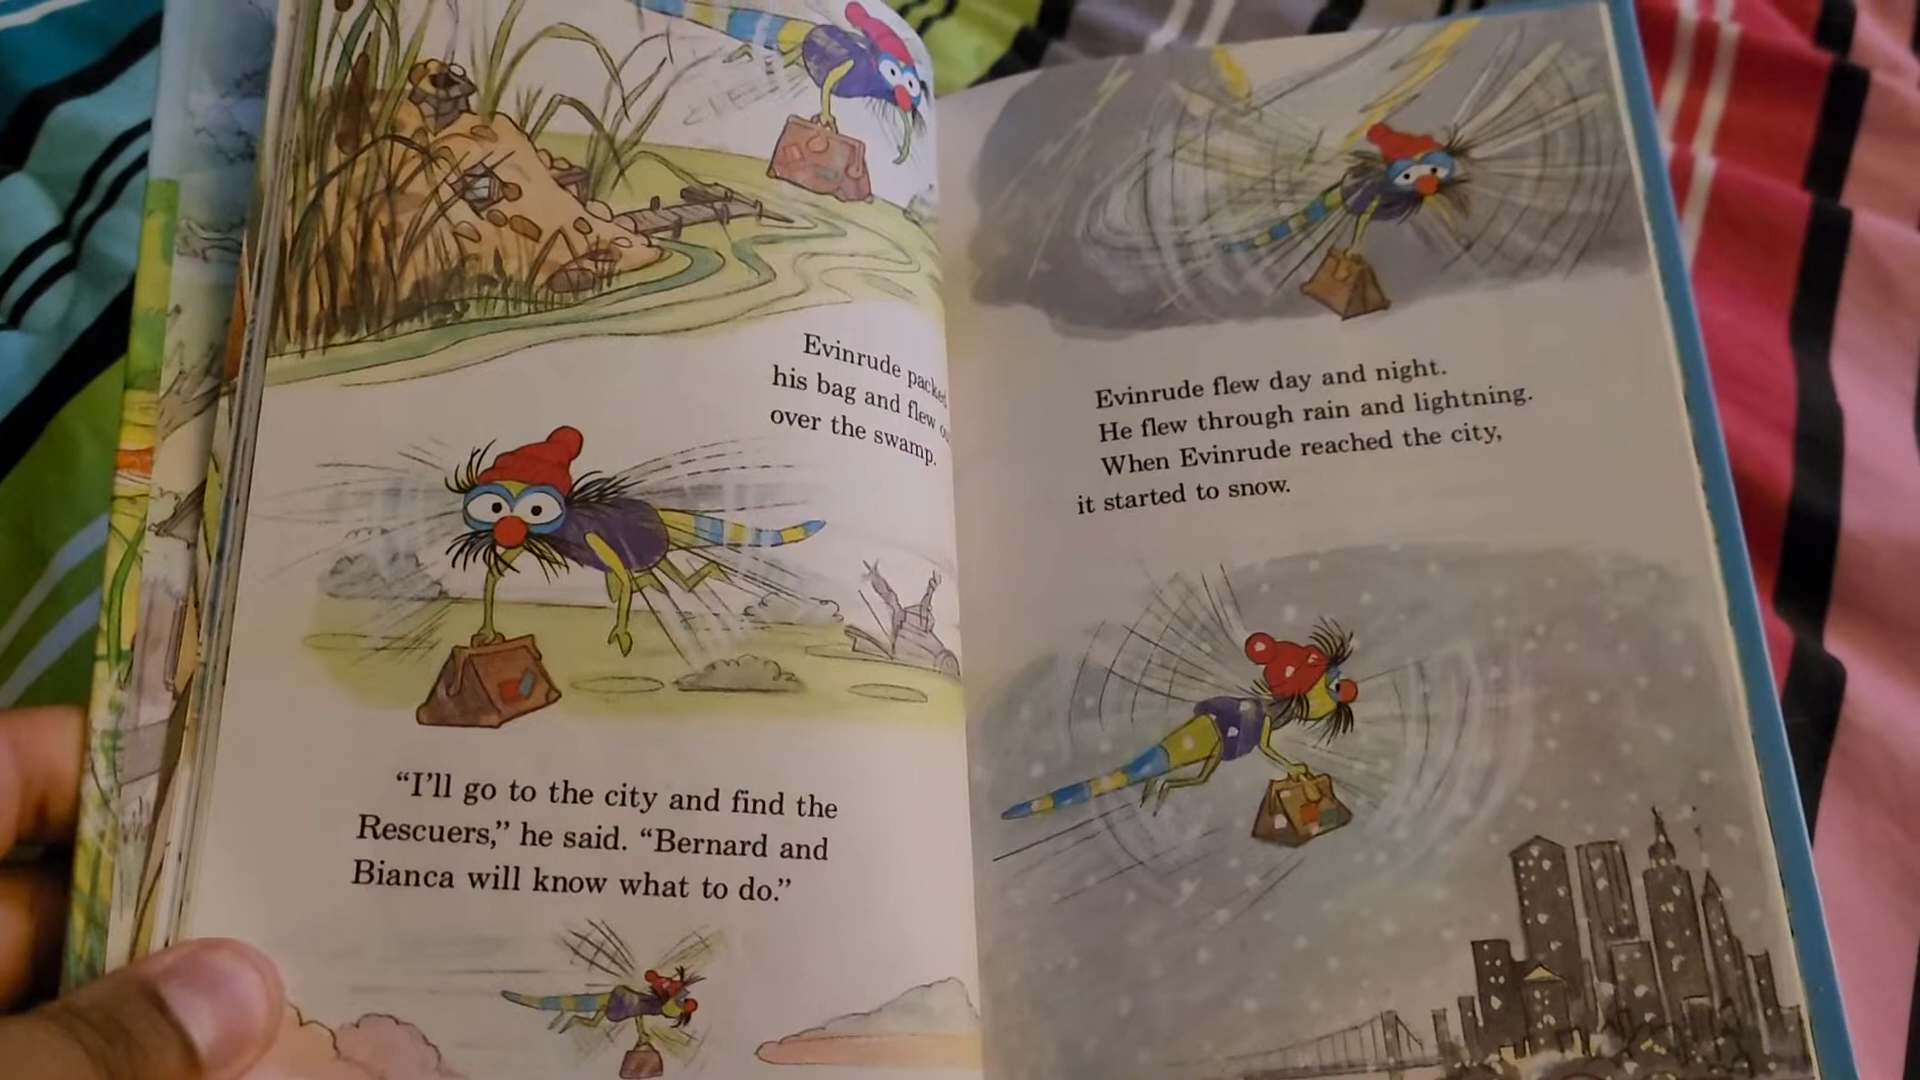 Evinrude packed
his bag and flew
over the swamp.
“I’ll go to the city and find the
Rescuers,” he said. “Bernard and
Bianca will know what to do.”
Evinrude flew day and night.
He flew through rain and lightning.
When Evinrude reached the city,
it started to snow.